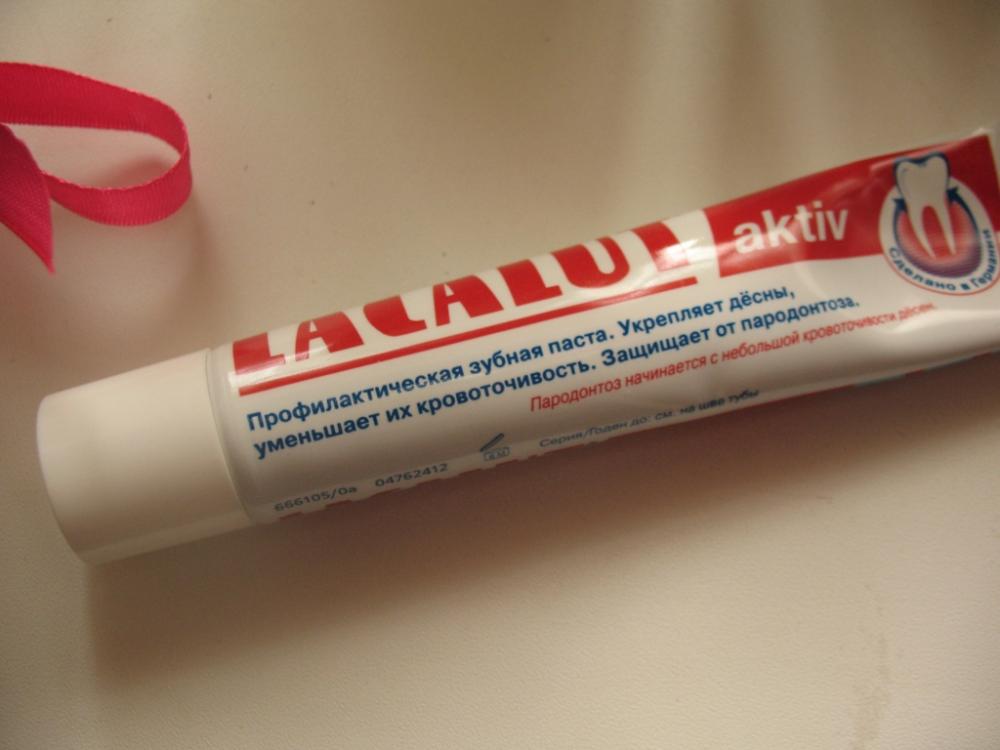 LACALUT aktiv
Сделано в Германии
Профилактическая зубная паста. Укрепляет дёсны,
уменьшает их кровоточивость. Защищает от пародонтоза.
Пародонтоз начинается с небольшой кровоточивости дёсен.
666105/0a 04762412 Серия/Годен до: см. на шве тубы